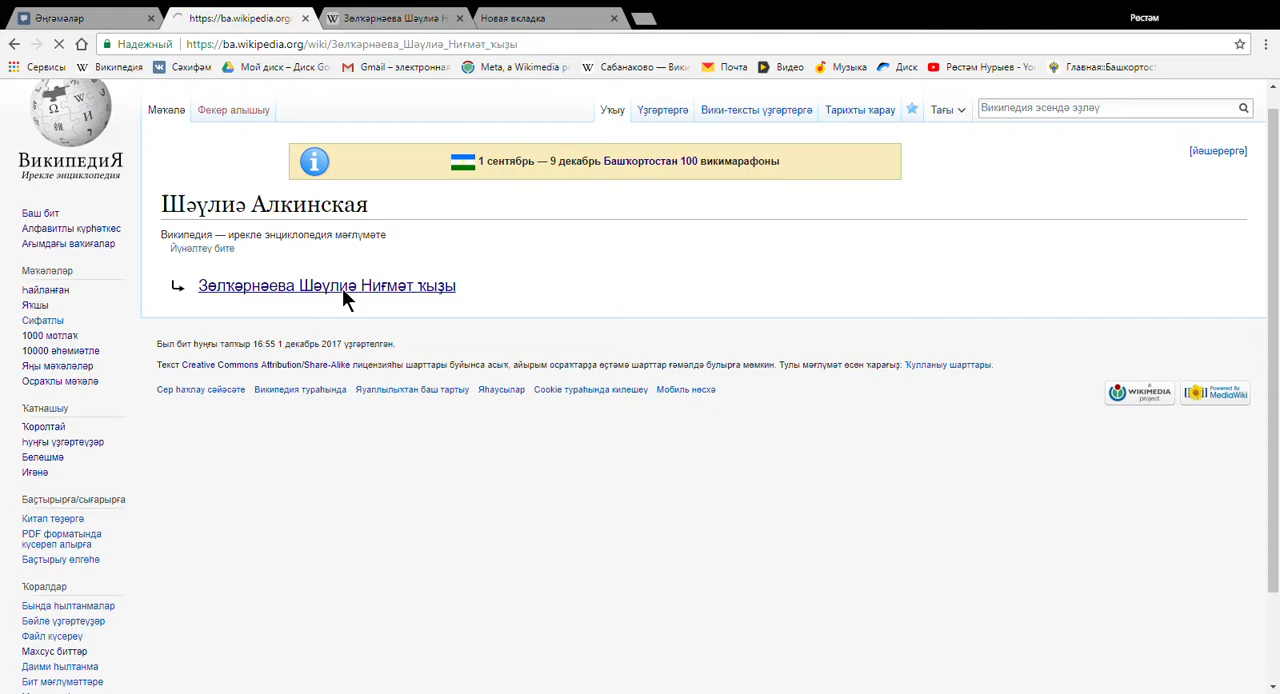 Әңгәмәләр
https://ba.wikipedia.org/
Зөлҡәрнәева Шәүлиә Н
Новая вкладка
Рөстәм
Надежный
https://ba.wikipedia.org/wiki/Зөлҡәрнәева_Шәүлиә_Ниғмәт_ҡыҙы
Сервисы
Википедия
Сәхифәм
Мой диск – Диск Go
Gmail – электронная
Meta, a Wikimedia pr
Сабанаково — Вики
Почта
Видео
Музыка
Диск
Рөстәм Нурыев - Yo
Главная::Башкортос
ВикипедиЯ
Ирекле энциклопедия
Мәҡәлә
Фекер алышыу
Уҡыу
Үҙгәртергә
Вики-тексты үҙгәртергә
Тарихты ҡарау
Тағы
Википедия эсендә эҙләү
1 сентябрь — 9 декабрь Башҡортостан 100 викимарафоны
[йәшерергә]
Шәүлиә Алкинская
Википедия — ирекле энциклопедия мәғлүмәте
Йүнәлтеү бите
Зөлҡәрнәева Шәүлиә Ниғмәт ҡыҙы
Был бит һуңғы тапҡыр 16:55 1 декабрь 2017 үҙгәртелгән.
Текст Creative Commons Attribution/Share-Alike лицензияһы шарттары буйынса асыҡ, айырым осраҡтарҙа өҫтәмә шарттар ғәмәлдә булырға мөмкин. Тулы мәғлүмәт өсөн ҡарағыҙ: Ҡулланыу шарттары.
Сер һаҡлау сәйәсәте
Википедия тураһында
Яуаплылыҡтан баш тартыу
Яһаусылар
Cookie тураһында килешеү
Мобиль нөсхә
A
WIKIMEDIA
project
Powered By
MediaWiki
Баш бит
Алфавитлы күрһәткес
Ағымдағы ваҡиғалар
Мәҡәләләр
Һайланған
Яҡшы
Сифатлы
1000 мотлаҡ
10000 әһәмиәтле
Яңы мәҡәләләр
Осраҡлы мәҡәлә
Ҡатнашыу
Ҡоролтай
Һуңғы үҙгәртеүҙәр
Белешмә
Иғәнә
Баҫтырырға/сығарырға
Китап төҙөргә
PDF форматында
күсереп алырға
Баҫтырыу өлгөһө
Ҡоралдар
Бында һылтанмалар
Бәйле үҙгәртеүҙәр
Файл күсереү
Махсус биттәр
Даими һылтанма
Бит мәғлүмәттәре